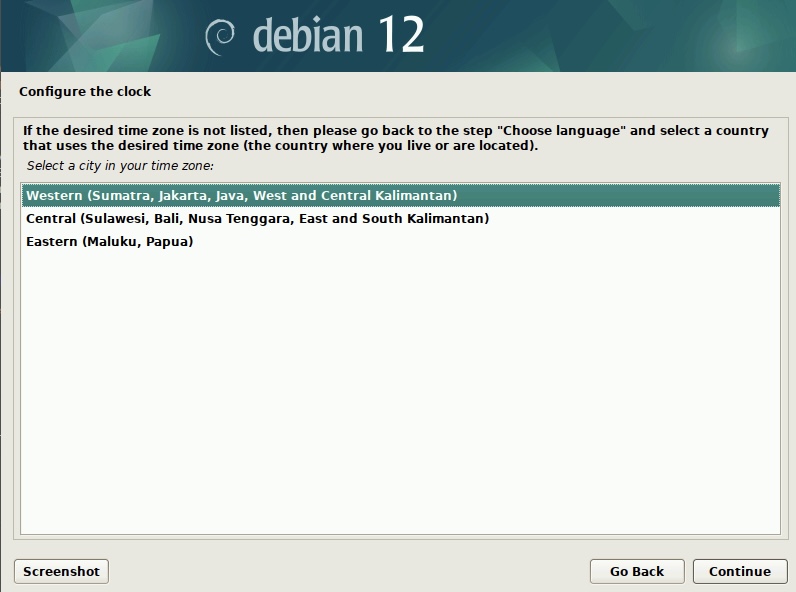 debian 12
Configure the clock
If the desired time zone is not listed, then please go back to the step "Choose language" and select a country
that uses the desired time zone (the country where you live or are located).
Select a city in your time zone:
Western (Sumatra, Jakarta, Java, West and Central Kalimantan)
Central (Sulawesi, Bali, Nusa Tenggara, East and South Kalimantan)
Eastern (Maluku, Papua)
Screenshot
Go Back
Continue